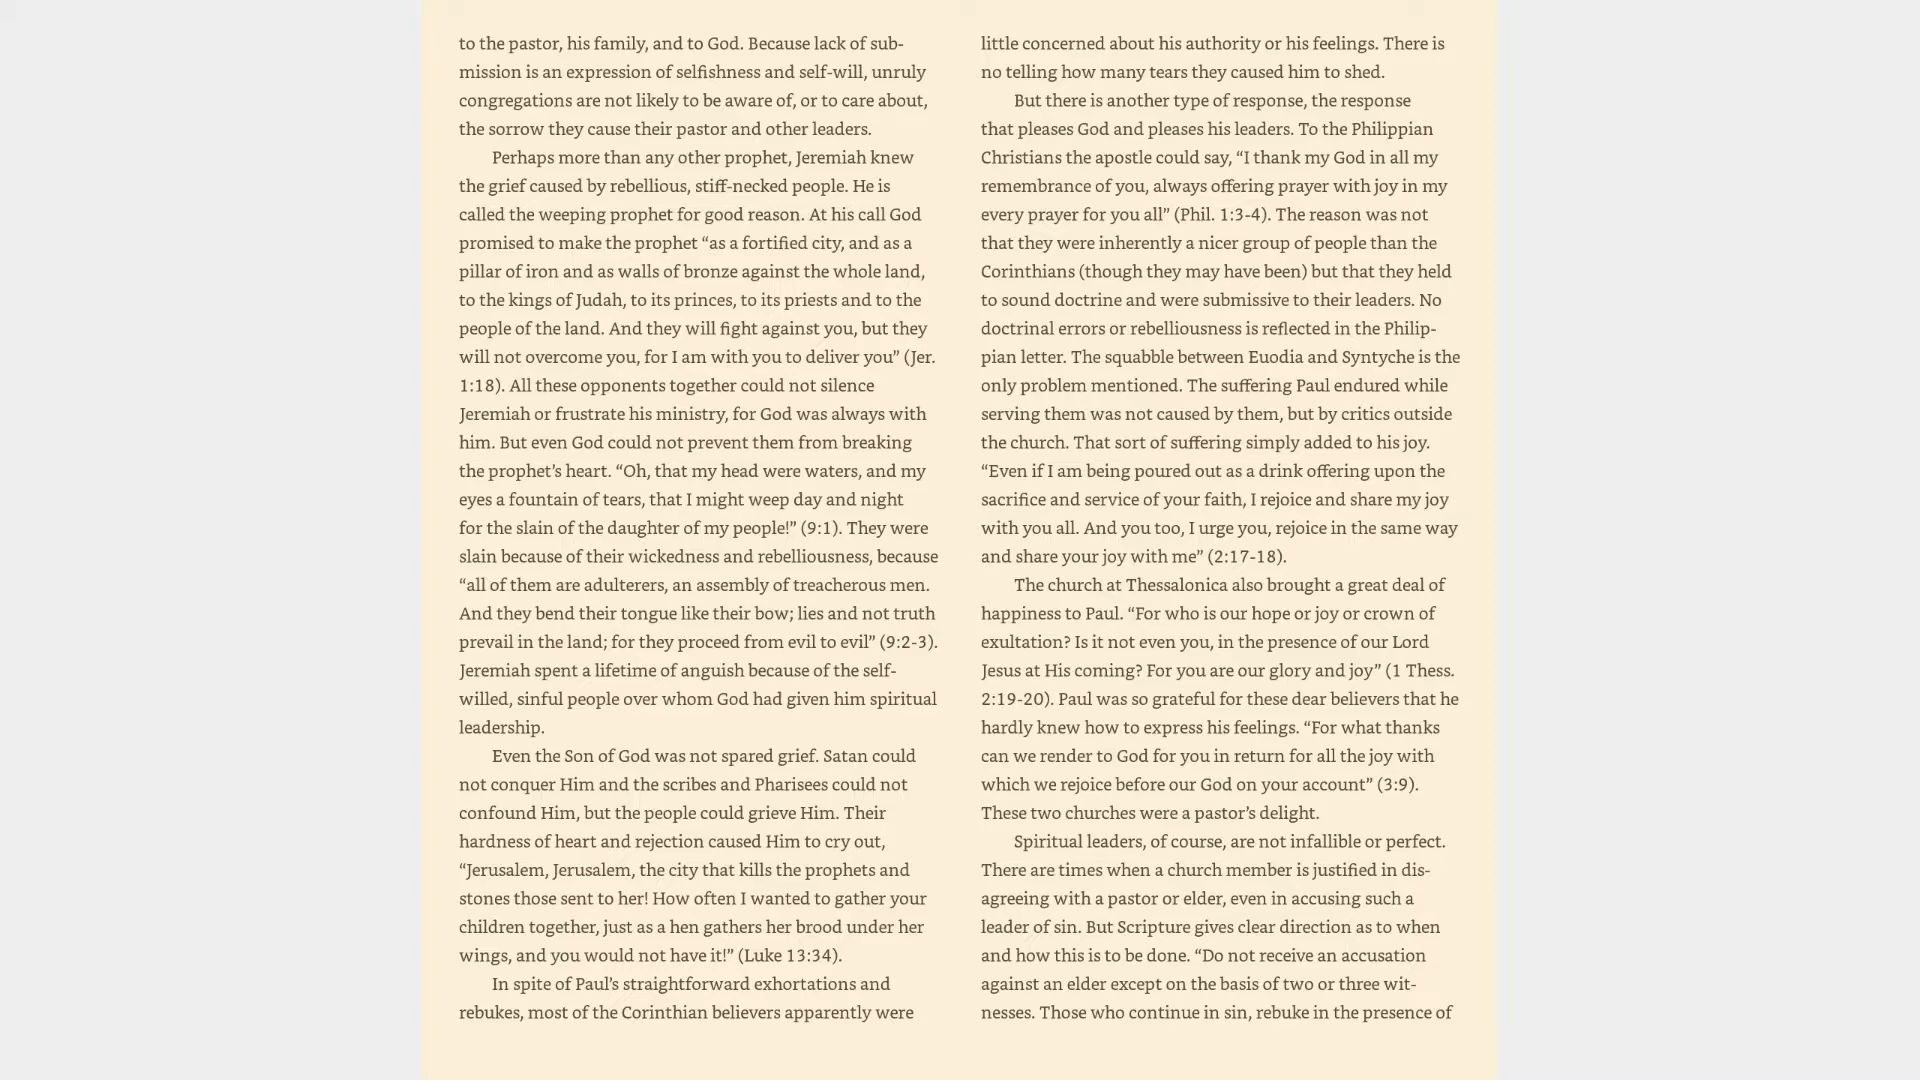 to the pastor, his family, and to God. Because lack of sub-
mission is an expression of selfishness and self-will, unruly
congregations are not likely to be aware of, or to care about,
the sorrow they cause their pastor and other leaders.
Perhaps more than any other prophet, Jeremiah knew
the grief caused by rebellious, stiff-necked people. He is
called the weeping prophet for good reason. At his call God
promised to make the prophet “as a fortified city, and as a
pillar of iron and as walls of bronze against the whole land,
to the kings of Judah, to its princes, to its priests and to the
people of the land. And they will fight against you, but they
will not overcome you, for I am with you to deliver you” (Jer.
1:18). All these opponents together could not silence
Jeremiah or frustrate his ministry, for God was always with
him. But even God could not prevent them from breaking
the prophet’s heart. “Oh, that my head were waters, and my
eyes a fountain of tears, that I might weep day and night
for the slain of the daughter of my people!” (9:1). They were
slain because of their wickedness and rebelliousness, because
“all of them are adulterers, an assembly of treacherous men.
And they bend their tongue like their bow; lies and not truth
prevail in the land; for they proceed from evil to evil” (9:2-3).
Jeremiah spent a lifetime of anguish because of the self-
willed, sinful people over whom God had given him spiritual
leadership.
Even the Son of God was not spared grief. Satan could
not conquer Him and the scribes and Pharisees could not
confound Him, but the people could grieve Him. Their
hardness of heart and rejection caused Him to cry out,
“Jerusalem, Jerusalem, the city that kills the prophets and
stones those sent to her! How often I wanted to gather your
children together, just as a hen gathers her brood under her
wings, and you would not have it!” (Luke 13:34).
In spite of Paul’s straightforward exhortations and
rebukes, most of the Corinthian believers apparently were
little concerned about his authority or his feelings. There is
no telling how many tears they caused him to shed.
But there is another type of response, the response
that pleases God and pleases his leaders. To the Philippian
Christians the apostle could say, “I thank my God in all my
remembrance of you, always offering prayer with joy in my
every prayer for you all” (Phil. 1:3-4). The reason was not
that they were inherently a nicer group of people than the
Corinthians (though they may have been) but that they held
to sound doctrine and were submissive to their leaders. No
doctrinal errors or rebelliousness is reflected in the Philip-
pian letter. The squabble between Euodia and Syntyche is the
only problem mentioned. The suffering Paul endured while
serving them was not caused by them, but by critics outside
the church. That sort of suffering simply added to his joy.
“Even if I am being poured out as a drink offering upon the
sacrifice and service of your faith, I rejoice and share my joy
with you all. And you too, I urge you, rejoice in the same way
and share your joy with me” (2:17-18).
The church at Thessalonica also brought a great deal of
happiness to Paul. “For who is our hope or joy or crown of
exultation? Is it not even you, in the presence of our Lord
Jesus at His coming? For you are our glory and joy” (1 Thess.
2:19-20). Paul was so grateful for these dear believers that he
hardly knew how to express his feelings. “For what thanks
can we render to God for you in return for all the joy with
which we rejoice before our God on your account” (3:9).
These two churches were a pastor’s delight.
Spiritual leaders, of course, are not infallible or perfect.
There are times when a church member is justified in dis-
agreeing with a pastor or elder, even in accusing such a
leader of sin. But Scripture gives clear direction as to when
and how this is to be done. “Do not receive an accusation
against an elder except on the basis of two or three wit-
nesses. Those who continue in sin, rebuke in the presence of